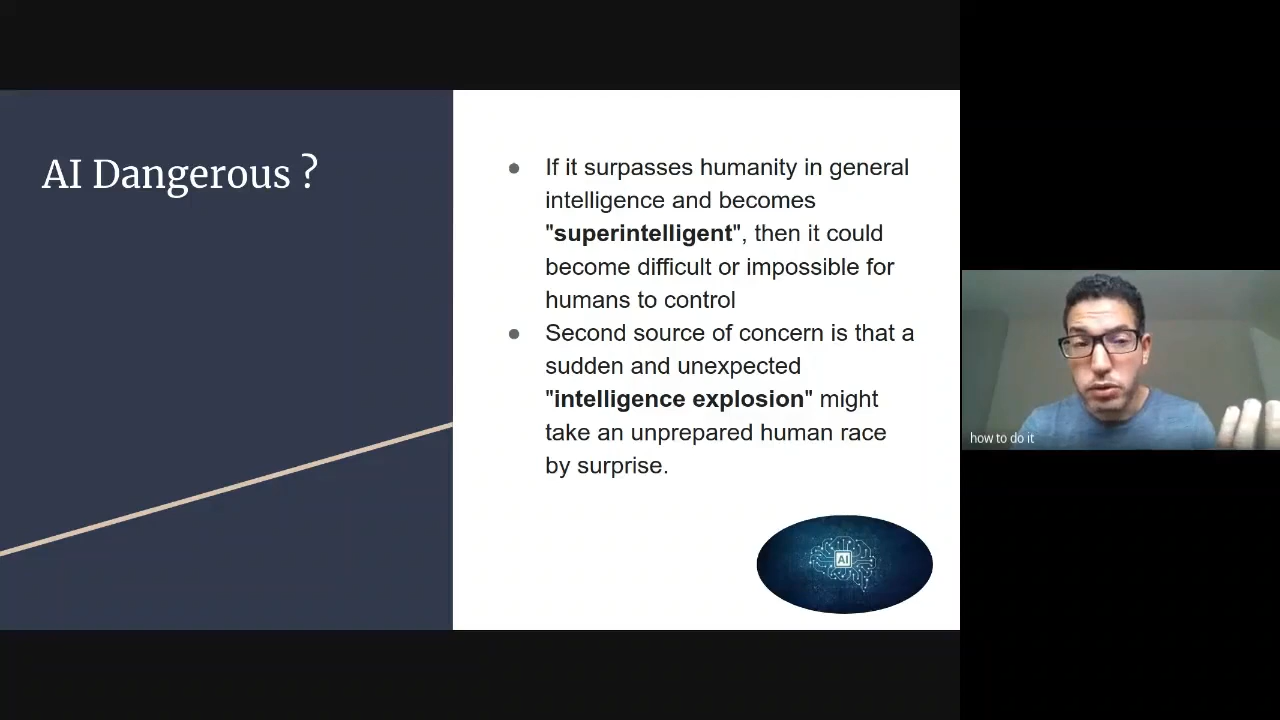 AI Dangerous ?
If it surpasses humanity in general
intelligence and becomes
"superintelligent", then it could
become difficult or impossible for
humans to control
Second source of concern is that a
sudden and unexpected
"intelligence explosion" might
take an unprepared human race
by surprise.
AI
how to do it